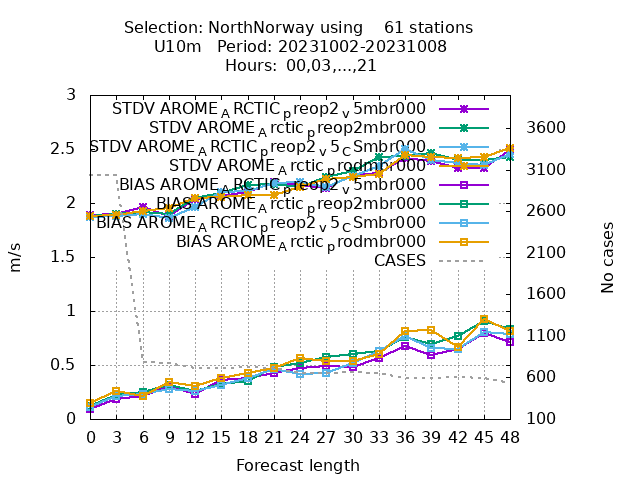 Selection: NorthNorway using 61 stations
U10m Period: 20231002-20231008
Hours: 00,03,...,21
3
2.5
2
1.5
1
0.5
0
3600
3100
2600
2100
1600
1100
600
100
STDV AROME_ARCTIC_preop2_v5mbr000
STDV AROME_Arctic_preop2mbr000
STDV AROME_ARCTIC_preop2_v5_CSmbr000
STDV AROME_Arctic_prodmbr000
BIAS AROME_ARCTIC_preop2_v5mbr000
BIAS AROME_Arctic_preop2mbr000
BIAS AROME_ARCTIC_preop2_v5_CSmbr000
BIAS AROME_Arctic_prodmbr000
CASES
m/s
No cases
0 3 6 9 12 15 18 21 24 27 30 33 36 39 42 45 48
Forecast length